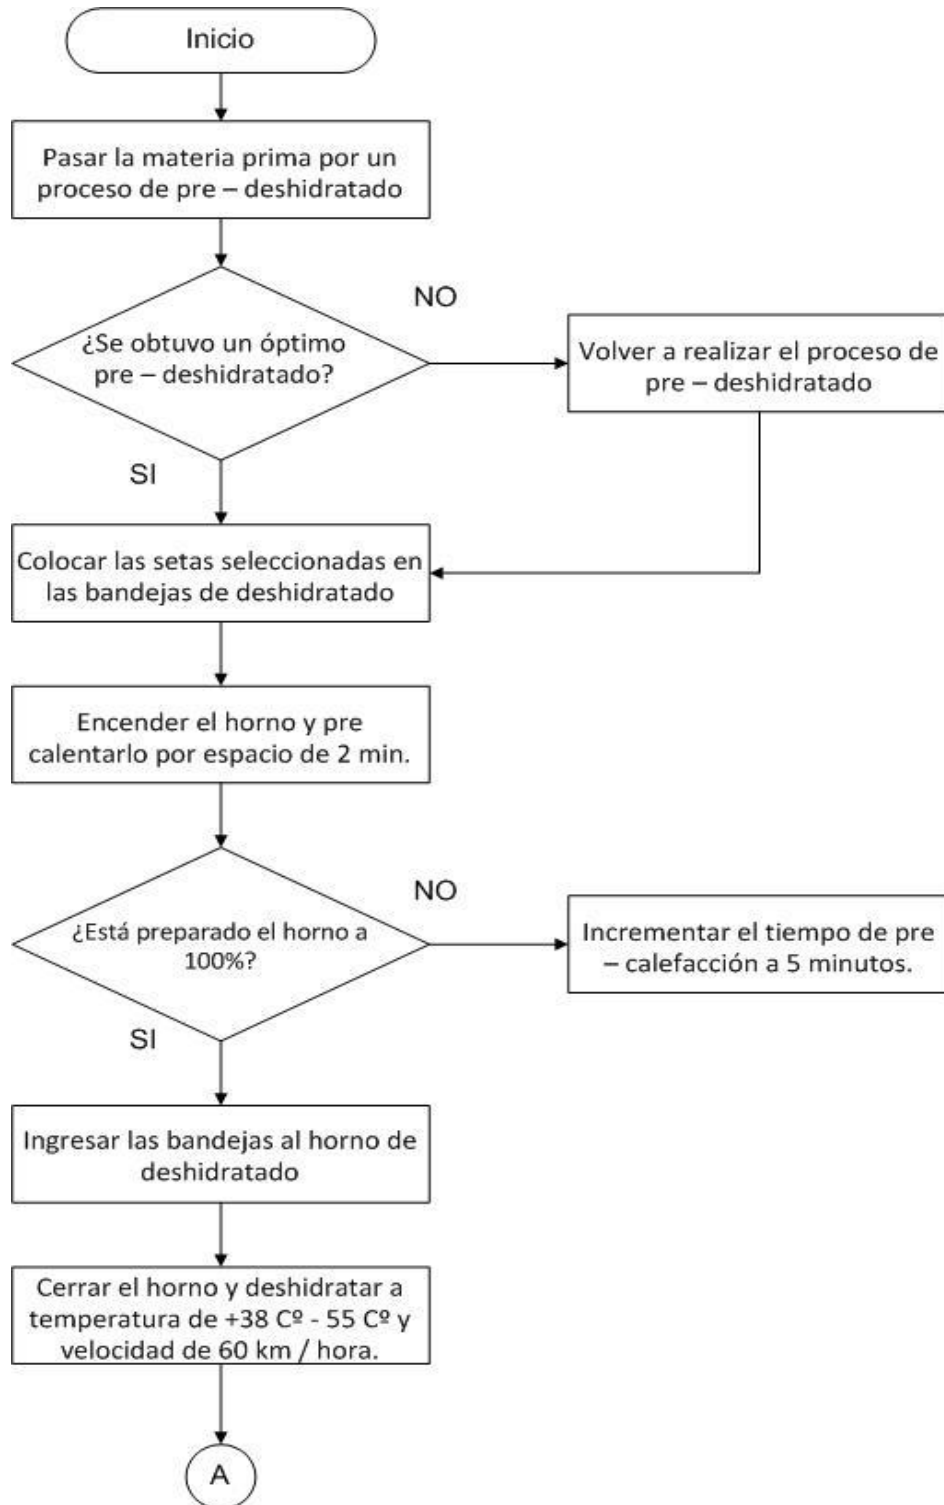 Inicio
Pasar la materia prima por un
proceso de pre – deshidratado
¿Se obtuvo un óptimo
pre – deshidratado?
NO
Volver a realizar el proceso de
pre – deshidratado
SI
Colocar las setas seleccionadas en
las bandejas de deshidratado
Encender el horno y pre
calentarlo por espacio de 2 min.
¿Está preparado el horno a
100%?
NO
Incrementar el tiempo de pre
– calefacción a 5 minutos.
SI
Ingresar las bandejas al horno de
deshidratado
Cerrar el horno y deshidratar a
temperatura de +38 Cº - 55 Cº y
velocidad de 60 km / hora.
A